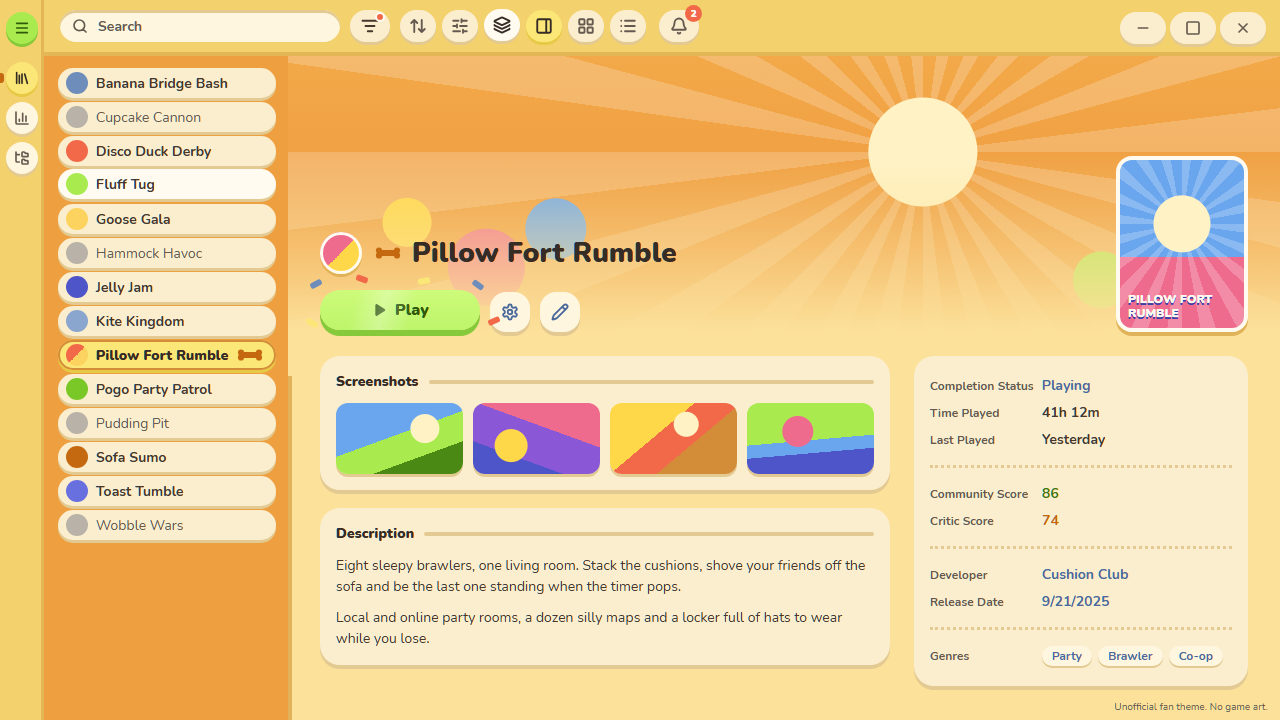 Search
2
Banana Bridge Bash
Cupcake Cannon
Disco Duck Derby
Fluff Tug
Goose Gala
Hammock Havoc
Jelly Jam
Kite Kingdom
Pillow Fort Rumble
Pogo Party Patrol
Pudding Pit
Sofa Sumo
Toast Tumble
Wobble Wars
Pillow Fort Rumble
Play
PILLOW FORT
RUMBLE
Screenshots
Description
Eight sleepy brawlers, one living room. Stack the cushions, shove your friends off the
sofa and be the last one standing when the timer pops.
Local and online party rooms, a dozen silly maps and a locker full of hats to wear
while you lose.
Completion Status Playing
Time Played 41h 12m
Last Played Yesterday
Community Score 86
Critic Score 74
Developer Cushion Club
Release Date 9/21/2025
Genres Party Brawler Co-op
Unofficial fan theme. No game art.